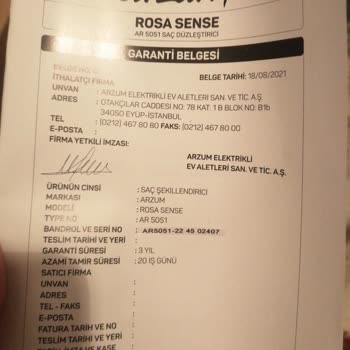 ROSA SENSE
AR 5051 SAÇ DÜZLEŞTİRİCİ
GARANTİ BELGESİ
BELGE NO
BELGE TARİHİ: 18/08/2021
İTHALATÇI FİRMA
UNVAN : ARZUM ELEKTRİKLİ EV ALETLERİ SAN. VE TİC. A.Ş.
ADRES : OTAKÇILAR CADDESİ NO: 78 KAT: 1 B BLOK NO: B1b
34050 EYÜP-İSTANBUL
TEL : (0212) 467 80 80 FAKS: (0212) 467 80 00
E-POSTA :
FİRMA YETKİLİ İMZASI:
ARZUM ELEKTRİKLİ
EV ALETLERİ SAN. VE TİC. A.Ş.
ÜRÜNÜN CİNSİ : SAÇ ŞEKİLLENDİRİCİ
MARKASI : ARZUM
MODELİ : ROSA SENSE
TYPE NO : AR 5051
BANDROL VE SERİ NO : AR5051-22 45 02407
TESLİM TARİHİ VE YERİ :
GARANTİ SÜRESİ : 3 YIL
AZAMİ TAMİR SÜRESİ : 20 İŞ GÜNÜ
SATICI FİRMA
UNVAN :
ADRES :
TEL - FAKS :
E-POSTA :
FATURA TARİH VE NO :
TESLİM TARİHİ VE YERİ :